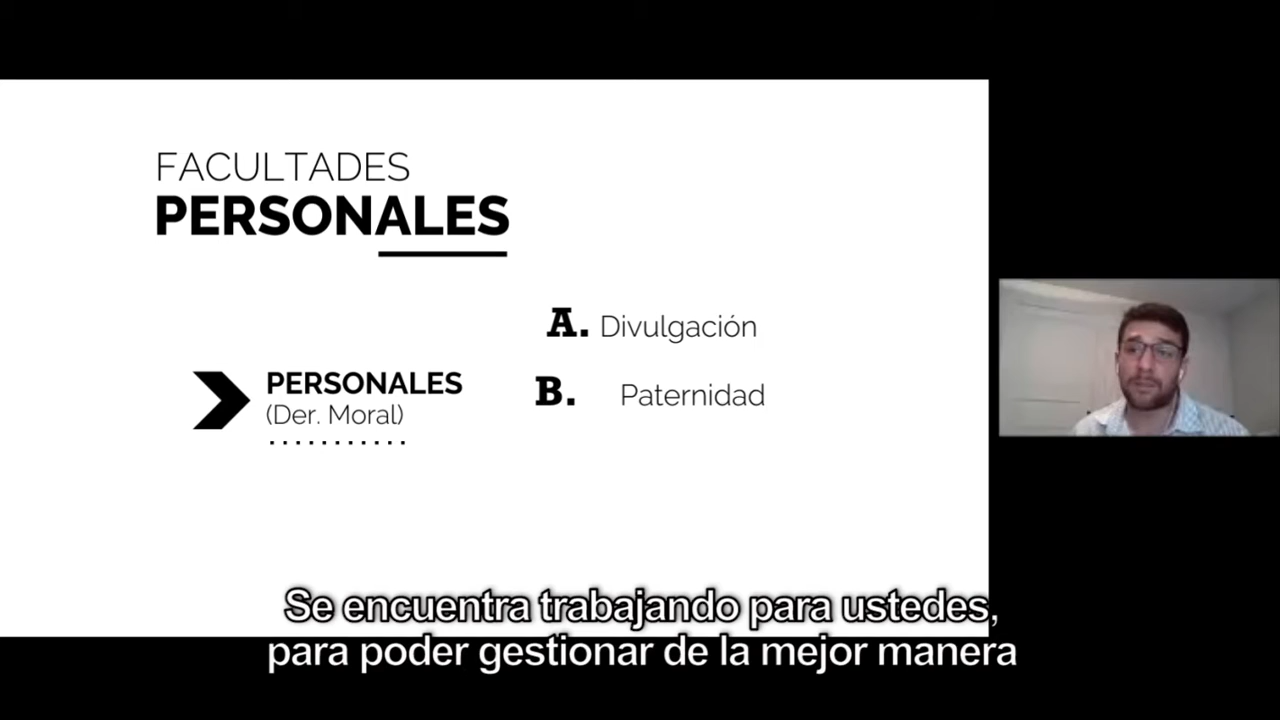 FACULTADES
PERSONALES
A. Divulgación
PERSONALES
(Der. Moral)
B. Paternidad
Se encuentra trabajando para ustedes,
para poder gestionar de la mejor manera